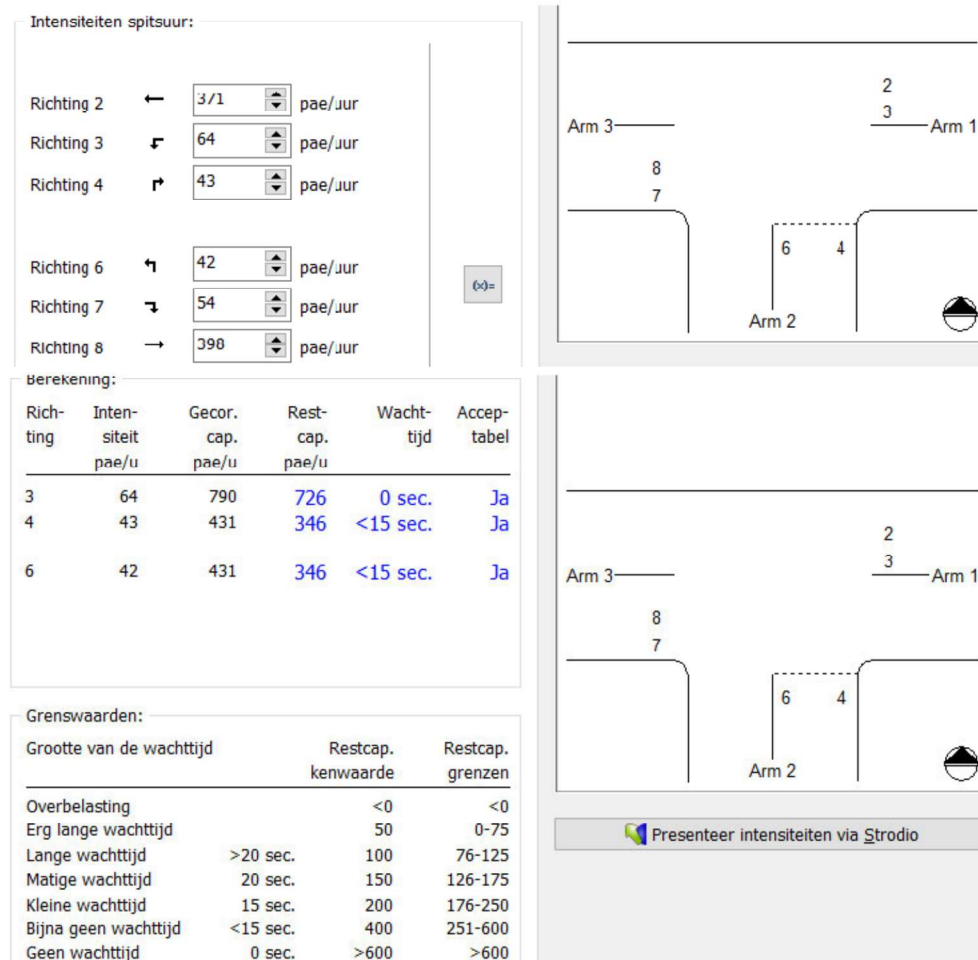 Intensiteiten spitsuur:
Richting 2 ← 371 pae/uur
Richting 3 64 pae/uur
Richting 4 43 pae/uur
Richting 6 42 pae/uur
Richting 7 54 pae/uur
Richting 8 → 398 pae/uur
(x)=
2
3
Arm 3
Arm 1
8
7
6 4
Arm 2
Berekening:
Rich- Inten- Gecor. Rest- Wacht- Accep-
ting siteit cap. cap. tijd tabel
pae/u pae/u pae/u
3 64 790 726 0 sec. Ja
4 43 431 346 <15 sec. Ja
6 42 431 346 <15 sec. Ja
2
3
Arm 3
Arm 1
8
7
6 4
Arm 2
Grenswaarden:
Grootte van de wachttijd Restcap. Restcap.
kenwaarde grenzen
Overbelasting <0 <0
Erg lange wachttijd 50 0-75
Lange wachttijd >20 sec. 100 76-125
Matige wachttijd 20 sec. 150 126-175
Kleine wachttijd 15 sec. 200 176-250
Bijna geen wachttijd <15 sec. 400 251-600
Geen wachttijd 0 sec. >600 >600
Presenteer intensiteiten via Strodio